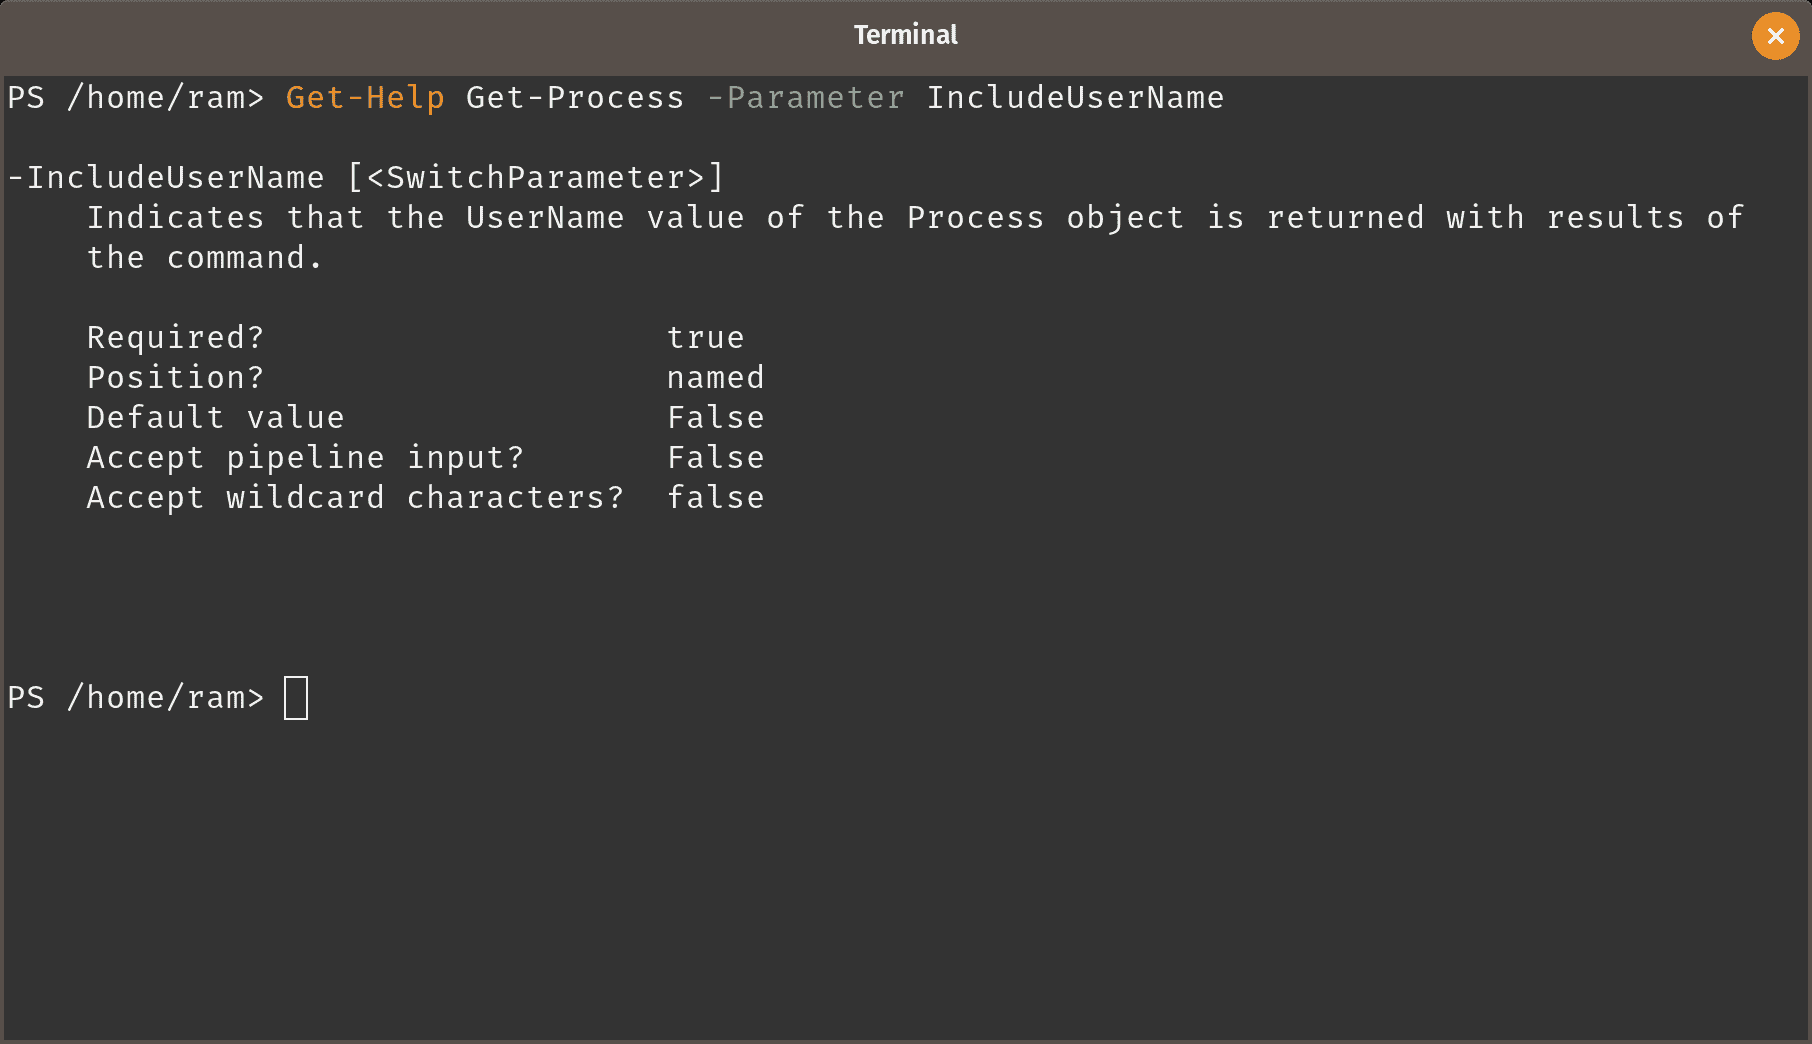 Terminal
PS /home/ram> Get-Help Get-Process -Parameter IncludeUserName
-IncludeUserName [<SwitchParameter>]
Indicates that the UserName value of the Process object is returned with results of
the command.
Required? true
Position? named
Default value False
Accept pipeline input? False
Accept wildcard characters? false
PS /home/ram>